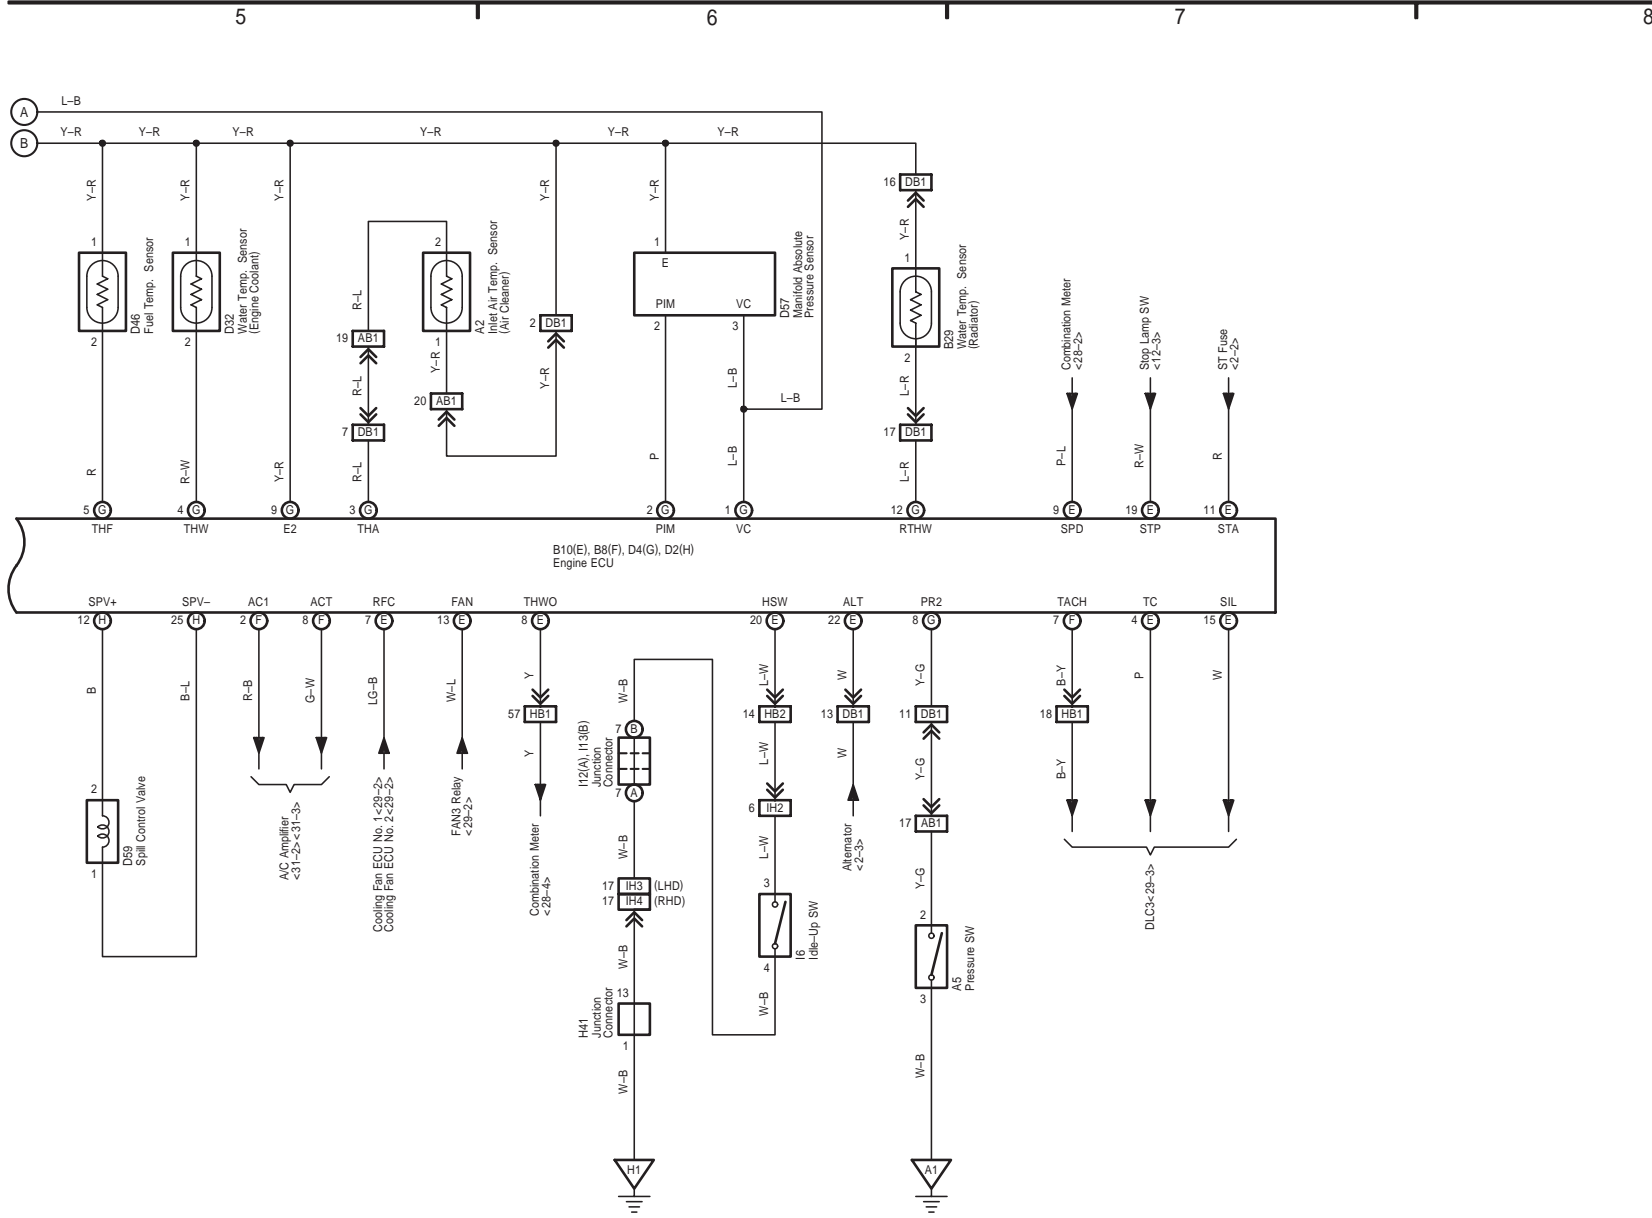 5
6
7
8
A
L–B
B
Y–R
Y–R
Y–R
Y–R
Y–R
Y–R
Y–R
Y–R
Y–R
Y–R
Y–R
16
DB1
Y–R
1
D46
Fuel Temp. Sensor
2
1
D32
Water Temp. Sensor
(Engine Coolant)
2
R–L
19
AB1
R–L
7
DB1
R–L
2
A2
Inlet Air Temp. Sensor
(Air Cleaner)
1
Y–R
20
AB1
2
DB1
Y–R
1
E
PIM
VC
D57
Manifold Absolute
Pressure Sensor
2
3
L–B
L–B
L–B
P
1
B29
Water Temp. Sensor
(Radiator)
2
L–R
17
DB1
L–R
Combination Meter
<28–2>
P–L
Stop Lamp SW
<12–3>
R–W
ST Fuse
<2–2>
R
R
R–W
Y–R
5 G
4 G
9 G
3 G
2 G
1 G
12 G
9 E
19 E
11 E
THF
THW
E2
THA
PIM
VC
RTHW
SPD
STP
STA
B10(E), B8(F), D4(G), D2(H)
Engine ECU
SPV+
SPV–
AC1
ACT
RFC
FAN
THWO
HSW
ALT
PR2
TACH
TC
SIL
12 H
25 H
2 F
8 F
7 E
13 E
8 E
20 E
22 E
8 G
7 F
4 E
15 E
B
B–L
2
D59
Spill Control Valve
1
R–B
G–W
A/C Amplifier
<31–2><31–3>
LG–B
Cooling Fan ECU No. 1<29–2>
Cooling Fan ECU No. 2<29–2>
W–L
FAN3 Relay
<29–2>
Y
57
HB1
Y
Combination Meter
<28–4>
W–B
7 B
I12(A), I13(B)
Junction
Connector
7 A
W–B
17
IH3
(LHD)
17
IH4
(RHD)
W–B
13
H41
Junction
Connector
1
W–B
H1
L–W
14
HB2
L–W
6
IH2
L–W
3
I6
Idle–Up SW
4
W–B
W
13
DB1
W
Alternator
<2–3>
Y–G
11
DB1
Y–G
17
AB1
Y–G
2
A5
Pressure SW
3
W–B
A1
B–Y
18
HB1
B–Y
P
W
DLC3<29–3>